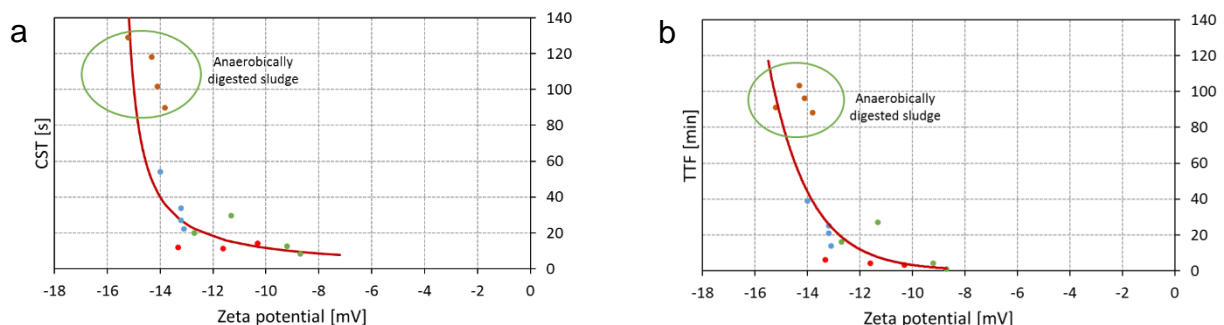 a
140
120
100
80
60
40
20
0
CST [s]
Anaerobically
digested sludge
-18 -16 -14 -12 -10 -8 -6 -4 -2 0
Zeta potential [mV]
b
140
120
100
80
60
40
20
0
TTF [min]
Anaerobically
digested sludge
-18 -16 -14 -12 -10 -8 -6 -4 -2 0
Zeta potential [mV]